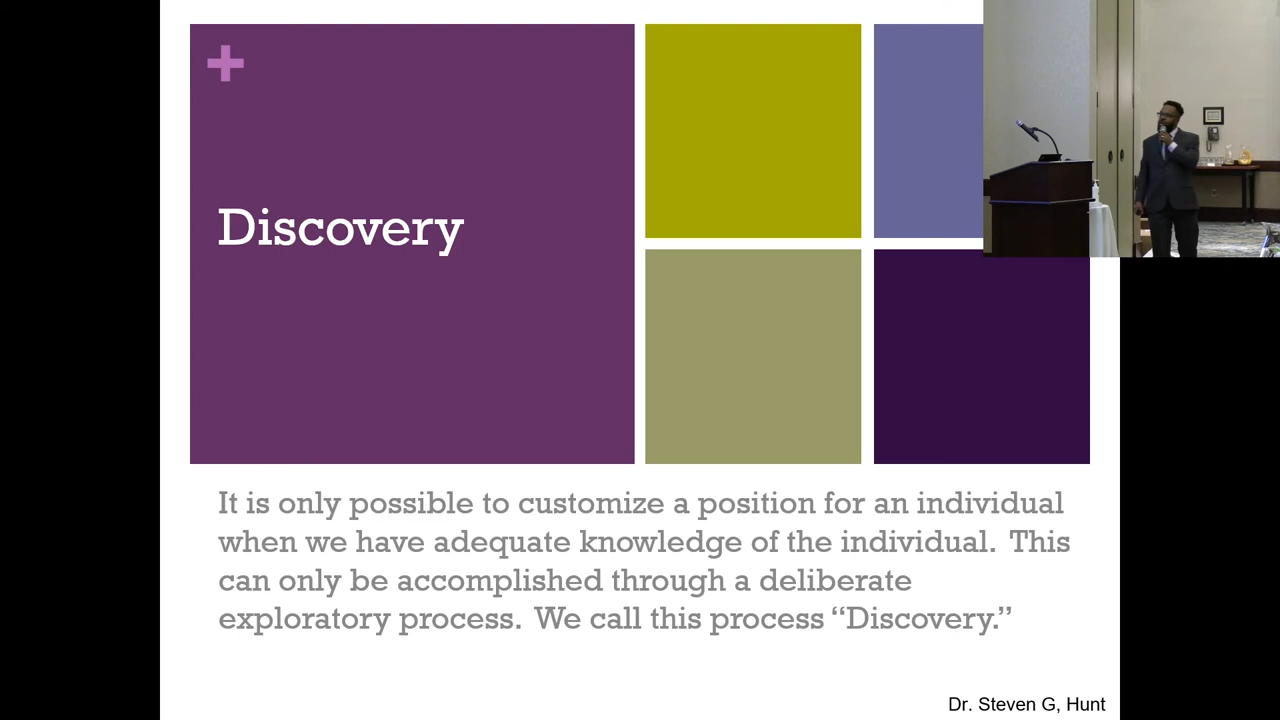 Discovery
It is only possible to customize a position for an individual
when we have adequate knowledge of the individual.  This
can only be accomplished through a deliberate
exploratory process.  We call this process “Discovery.”
Dr. Steven G, Hunt